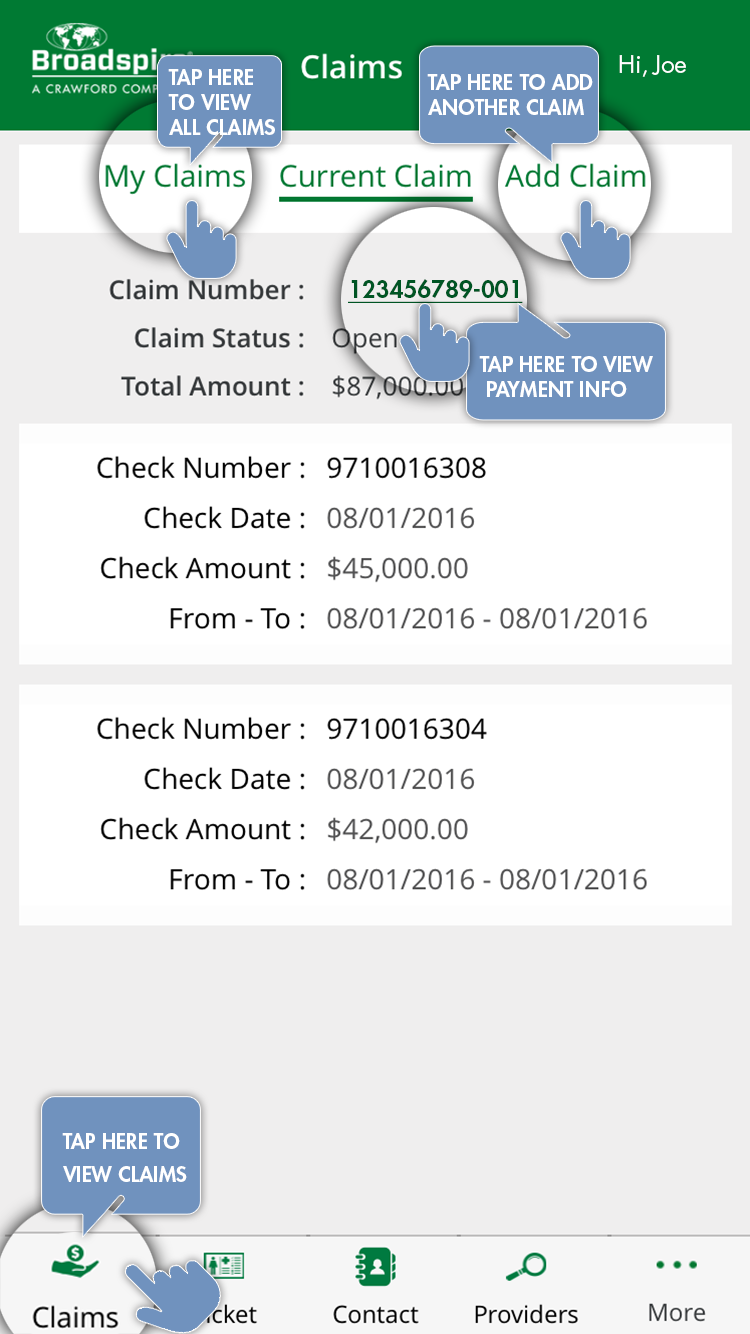 Broadspi
A CRAWFORD COMP
Claims
Hi, Joe
TAP HERE
TO VIEW
ALL CLAIMS
TAP HERE TO ADD
ANOTHER CLAIM
My Claims
Current Claim
Add Claim
Claim Number : 123456789-001
Claim Status : Open
Total Amount : $87,000.00
TAP HERE TO VIEW
PAYMENT INFO
Check Number : 9710016308
Check Date : 08/01/2016
Check Amount : $45,000.00
From - To : 08/01/2016 - 08/01/2016
Check Number : 9710016304
Check Date : 08/01/2016
Check Amount : $42,000.00
From - To : 08/01/2016 - 08/01/2016
TAP HERE TO
VIEW CLAIMS
$
Claims
cket
Contact
Providers
More